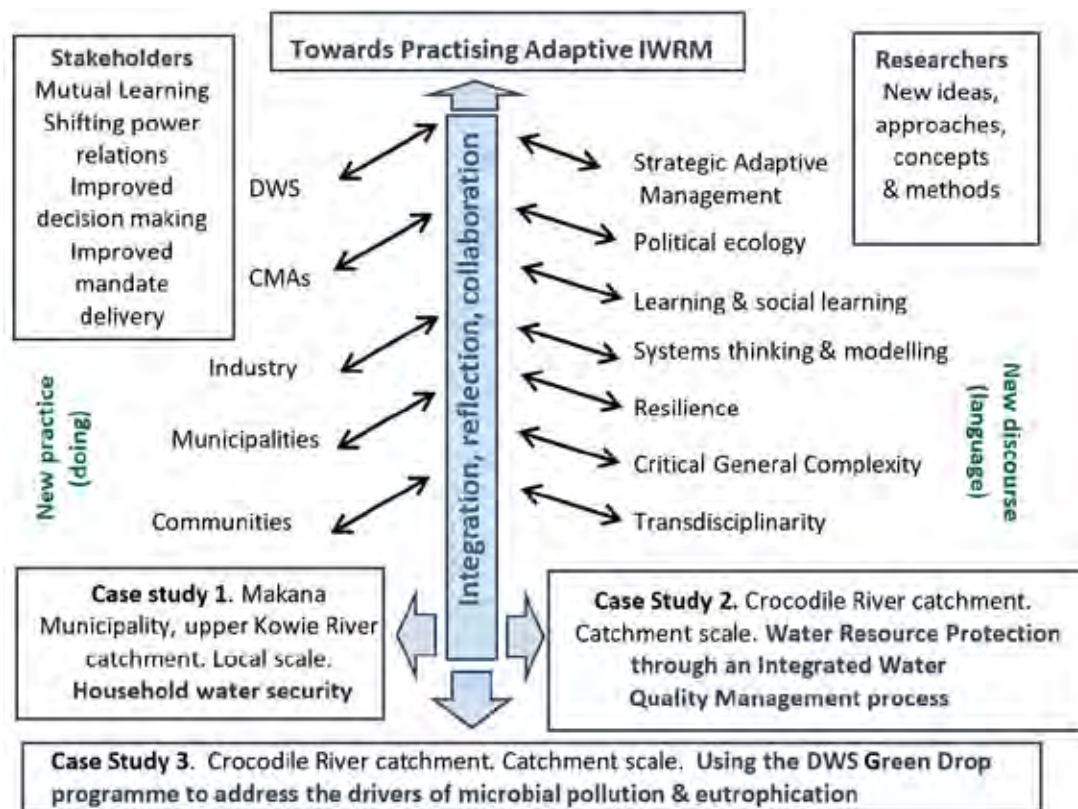 Towards Practising Adaptive IWRM
Stakeholders
Mutual Learning
Shifting power
relations
Improved
decision making
Improved
mandate
delivery
Researchers
New ideas,
approaches,
concepts
& methods
DWS
CMAs
Industry
Municipalities
Communities
New practice
(doing)
Integration, reflection, collaboration
Strategic Adaptive
Management
Political ecology
Learning & social learning
Systems thinking & modelling
Resilience
Critical General Complexity
Transdisciplinarity
New discourse
(language)
Case study 1. Makana
Municipality, upper Kowie River
catchment. Local scale.
Household water security
Case Study 2. Crocodile River catchment.
Catchment scale. Water Resource Protection
through an Integrated Water
Quality Management process
Case Study 3. Crocodile River catchment. Catchment scale. Using the DWS Green Drop
programme to address the drivers of microbial pollution & eutrophication